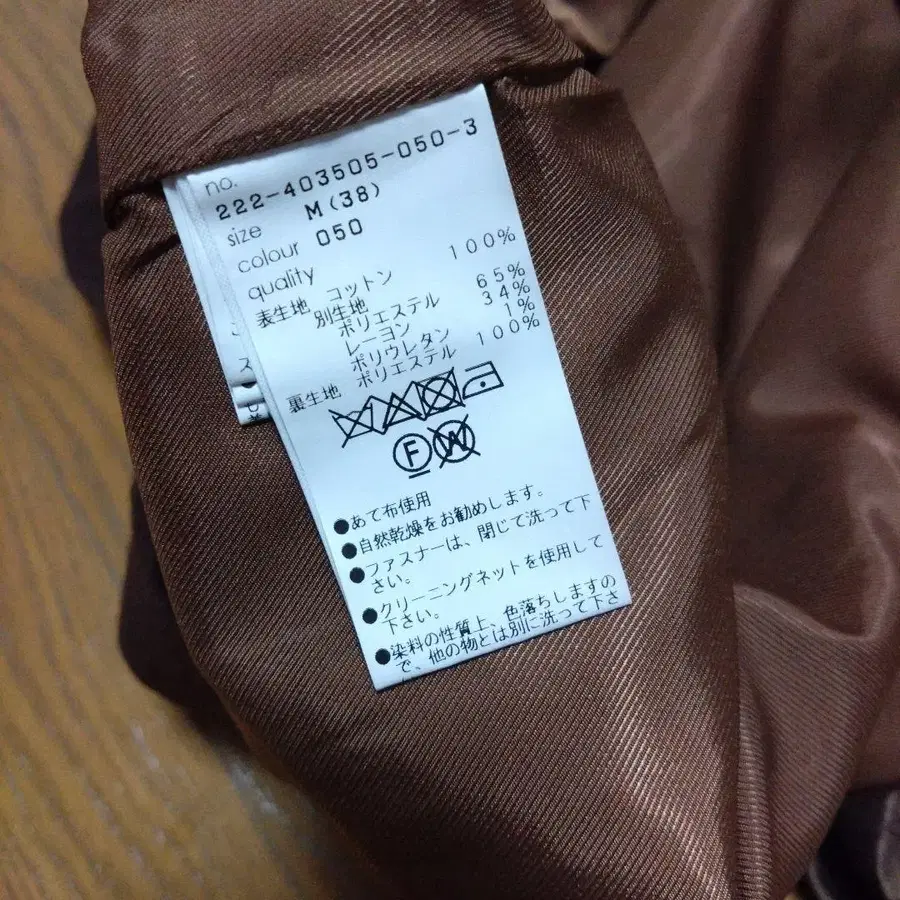 no.
222-403505-050-3
size M(38)
colour 050
quality
表生地 コットン 100%
別生地
ポリエステル 65%
レーヨン 34%
ポリウレタン 1%
裏生地 ポリエステル 100%
F W
●あて布使用
●自然乾燥をお勧めします。
●ファスナーは、閉じて洗って下
さい。
●クリーニングネットを使用して
下さい。
●染料の性質上、色落ちしますの
で、他の物とは別に洗って下さ